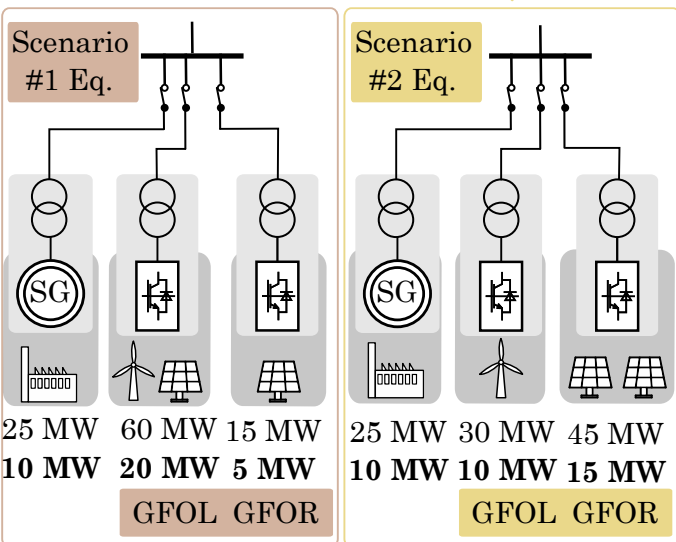 Scenario
#1 Eq.
SG
25 MW 60 MW 15 MW
10 MW 20 MW 5 MW
GFOL GFOR
Scenario
#2 Eq.
SG
25 MW 30 MW 45 MW
10 MW 10 MW 15 MW
GFOL GFOR